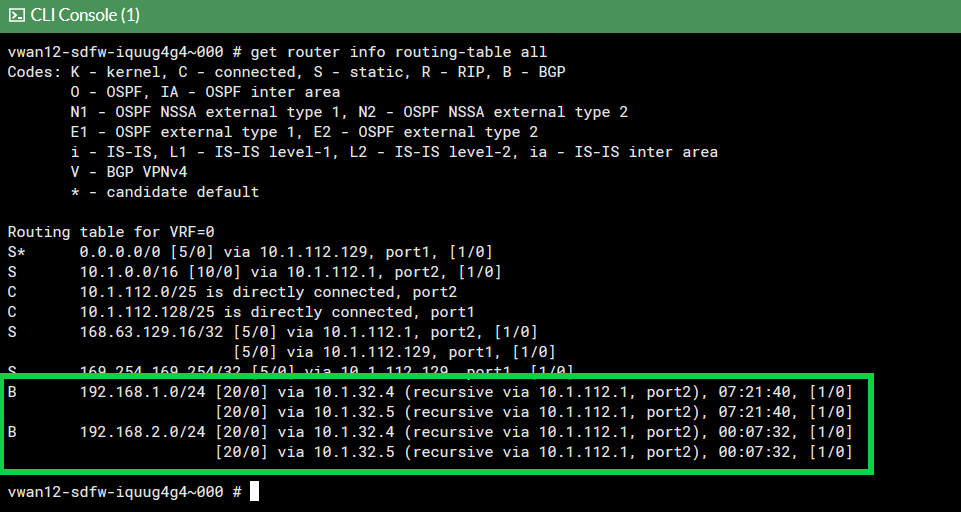 CLI Console (1)
vwan12-sdfw-iquug4g4~000 # get router info routing-table all
Codes: K - kernel, C - connected, S - static, R - RIP, B - BGP
O - OSPF, IA - OSPF inter area
N1 - OSPF NSSA external type 1, N2 - OSPF NSSA external type 2
E1 - OSPF external type 1, E2 - OSPF external type 2
i - IS-IS, L1 - IS-IS level-1, L2 - IS-IS level-2, ia - IS-IS inter area
V - BGP VPNv4
* - candidate default
Routing table for VRF=0
S* 0.0.0.0/0 [5/0] via 10.1.112.129, port1, [1/0]
S 10.1.0.0/16 [10/0] via 10.1.112.1, port2, [1/0]
C 10.1.112.0/25 is directly connected, port2
C 10.1.112.128/25 is directly connected, port1
S 168.63.129.16/32 [5/0] via 10.1.112.1, port2, [1/0]
[5/0] via 10.1.112.129, port1, [1/0]
S 169.254.169.254/32 [5/0] via 10.1.112.129, port1, [1/0]
B 192.168.1.0/24 [20/0] via 10.1.32.4 (recursive via 10.1.112.1, port2), 07:21:40, [1/0]
[20/0] via 10.1.32.5 (recursive via 10.1.112.1, port2), 07:21:40, [1/0]
B 192.168.2.0/24 [20/0] via 10.1.32.4 (recursive via 10.1.112.1, port2), 00:07:32, [1/0]
[20/0] via 10.1.32.5 (recursive via 10.1.112.1, port2), 00:07:32, [1/0]
vwan12-sdfw-iquug4g4~000 #